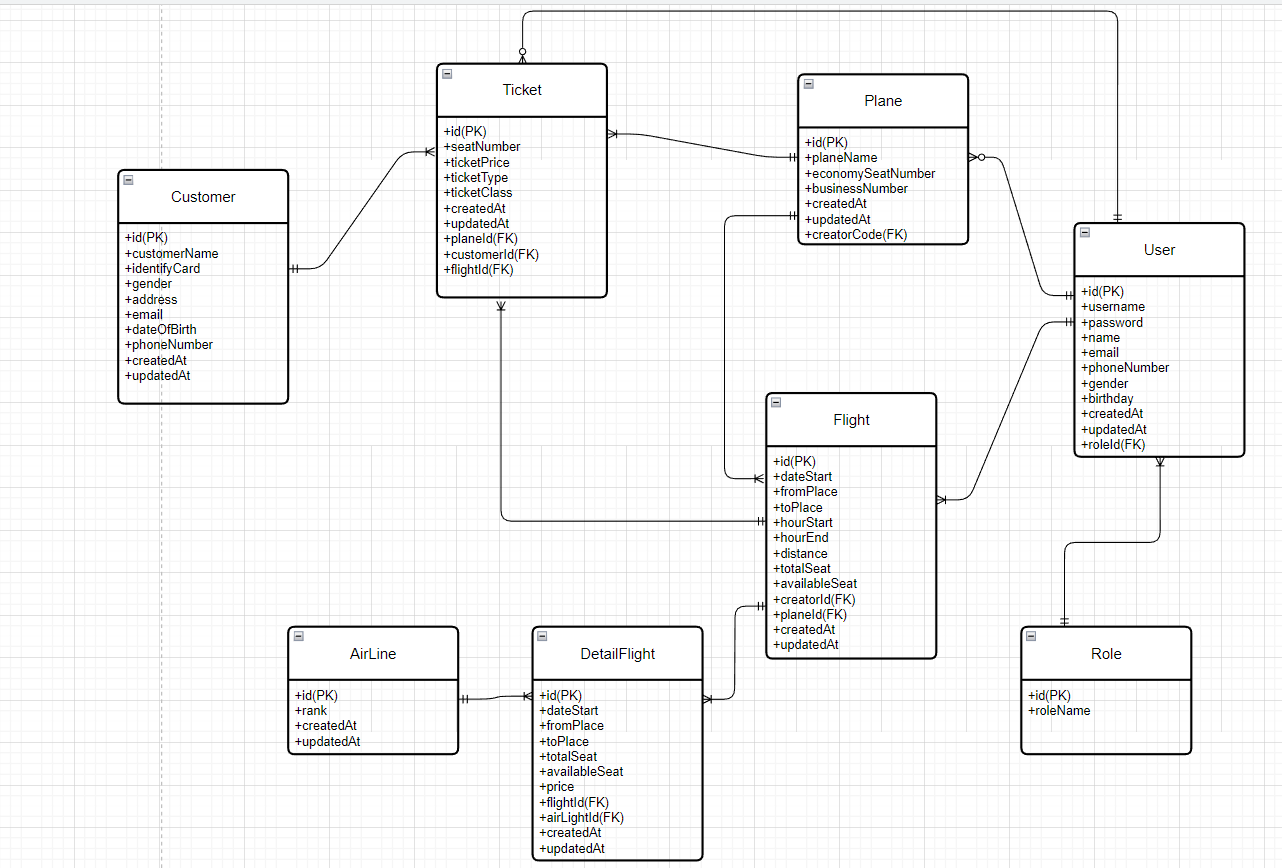 Ticket
+id(PK)
+seatNumber
+ticketPrice
+ticketType
+ticketClass
+createdAt
+updatedAt
+planeId(FK)
+customerId(FK)
+flightId(FK)
Plane
+id(PK)
+planeName
+economySeatNumber
+businessNumber
+createdAt
+updatedAt
+creatorCode(FK)
Customer
+id(PK)
+customerName
+identifyCard
+gender
+address
+email
+dateOfBirth
+phoneNumber
+createdAt
+updatedAt
User
+id(PK)
+username
+password
+name
+email
+phoneNumber
+gender
+birthday
+createdAt
+updatedAt
+roleId(FK)
Flight
+id(PK)
+dateStart
+fromPlace
+toPlace
+hourStart
+hourEnd
+distance
+totalSeat
+availableSeat
+creatorId(FK)
+planeId(FK)
+createdAt
+updatedAt
AirLine
+id(PK)
+rank
+createdAt
+updatedAt
DetailFlight
+id(PK)
+dateStart
+fromPlace
+toPlace
+totalSeat
+availableSeat
+price
+flightId(FK)
+airLightId(FK)
+createdAt
+updatedAt
Role
+id(PK)
+roleName